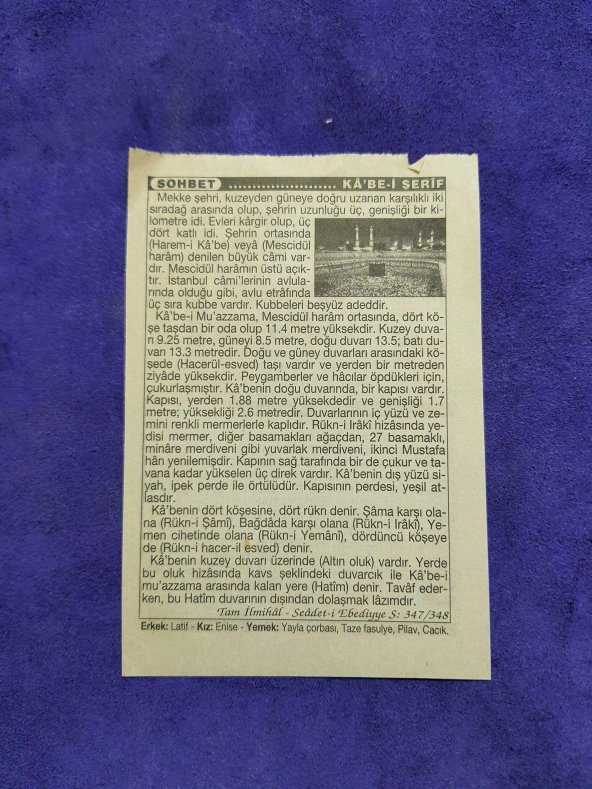 SOHBET ........................ KÂ'BE-İ ŞERİF
Mekke şehri, kuzeyden güneye doğru uzanan karşılıklı iki
sıradağ arasında olup, şehrin uzunluğu üç, genişliği bir ki-
lometre idi. Evleri kârgir olup, üç
dört katlı idi. Şehrin ortasında
(Harem-i Kâ'be) veyâ (Mescidül
harâm) denilen büyük câmi var-
dır. Mescidül harâmın üstü açık-
tır. İstanbul câmi'lerinin avlula-
rında olduğu gibi, avlu etrâfında
üç sıra kubbe vardır. Kubbeleri beşyüz adeddir.
Kâ'be-i Mu'azzama, Mescidül harâm ortasında, dört kö-
şe taşdan bir oda olup 11.4 metre yüksekdir. Kuzey duva-
rı 9.25 metre, güneyi 8.5 metre, doğu duvarı 13.5; batı du-
varı 13.3 metredir. Doğu ve güney duvarları arasındaki kö-
şede (Hacerül-esved) taşı vardır ve yerden bir metreden
ziyâde yüksekdir. Peygamberler ve hâcılar öpdükleri için,
çukurlaşmıştır. Kâ'benin doğu duvarında, bir kapısı vardır.
Kapısı, yerden 1.88 metre yüksekdedir ve genişliği 1.7
metre; yüksekliği 2.6 metredir. Duvarlarının iç yüzü ve ze-
mini renkli mermerlerle kaplıdır. Rükn-i Irâkî hizâsında ye-
disi mermer, diğer basamakları ağaçdan, 27 basamaklı,
minâre merdiveni gibi yuvarlak merdiveni, ikinci Mustafa
hân yenilemişdir. Kapının sağ tarafında bir de çukur ve ta-
vana kadar yükselen üç direk vardır. Kâ'benin dış yüzü si-
yah, ipek perde ile örtülüdür. Kapısının perdesi, yeşil at-
lasdır.
Kâ'benin dört köşesine, dört rükn denir. Şâma karşı ola-
na (Rükn-i Şâmî), Bağdâda karşı olana (Rükn-i Irâkî), Ye-
men cihetinde olana (Rükn-i Yemânî), dördüncü köşeye
de (Rükn-i hacer-il esved) denir.
Kâ'benin kuzey duvarı üzerinde (Altın oluk) vardır. Yerde
bu oluk hizâsında kavs şeklindeki duvarcık ile Kâ'be-i
mu'azzama arasında kalan yere (Hatîm) denir. Tavâf eder-
ken, bu Hatîm duvarının dışından dolaşmak lâzımdır.
Tam İlmihâl - Seâdet-i Ebediyye S: 347/348
Erkek: Latif - Kız: Enise - Yemek: Yayla çorbası, Taze fasulye, Pilav, Cacık.